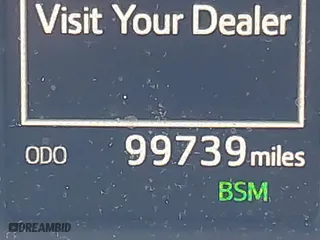 Visit Your Dealer
ODO 99739 miles
BSM
DREAMBID